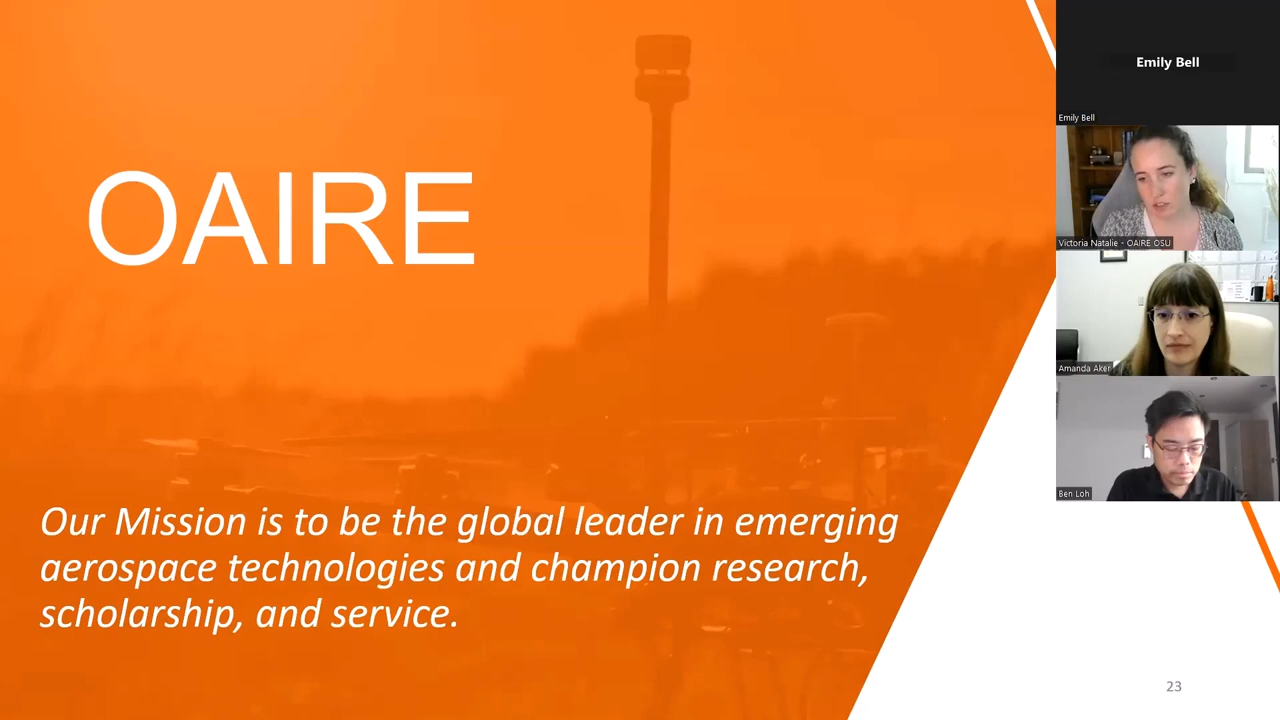 OAIRE
Our Mission is to be the global leader in emerging
aerospace technologies and champion research,
scholarship, and service.
23
Emily Bell
Emily Bell
Victoria Natalie - OAIRE OSU
Amanda Aker
Ben Loh